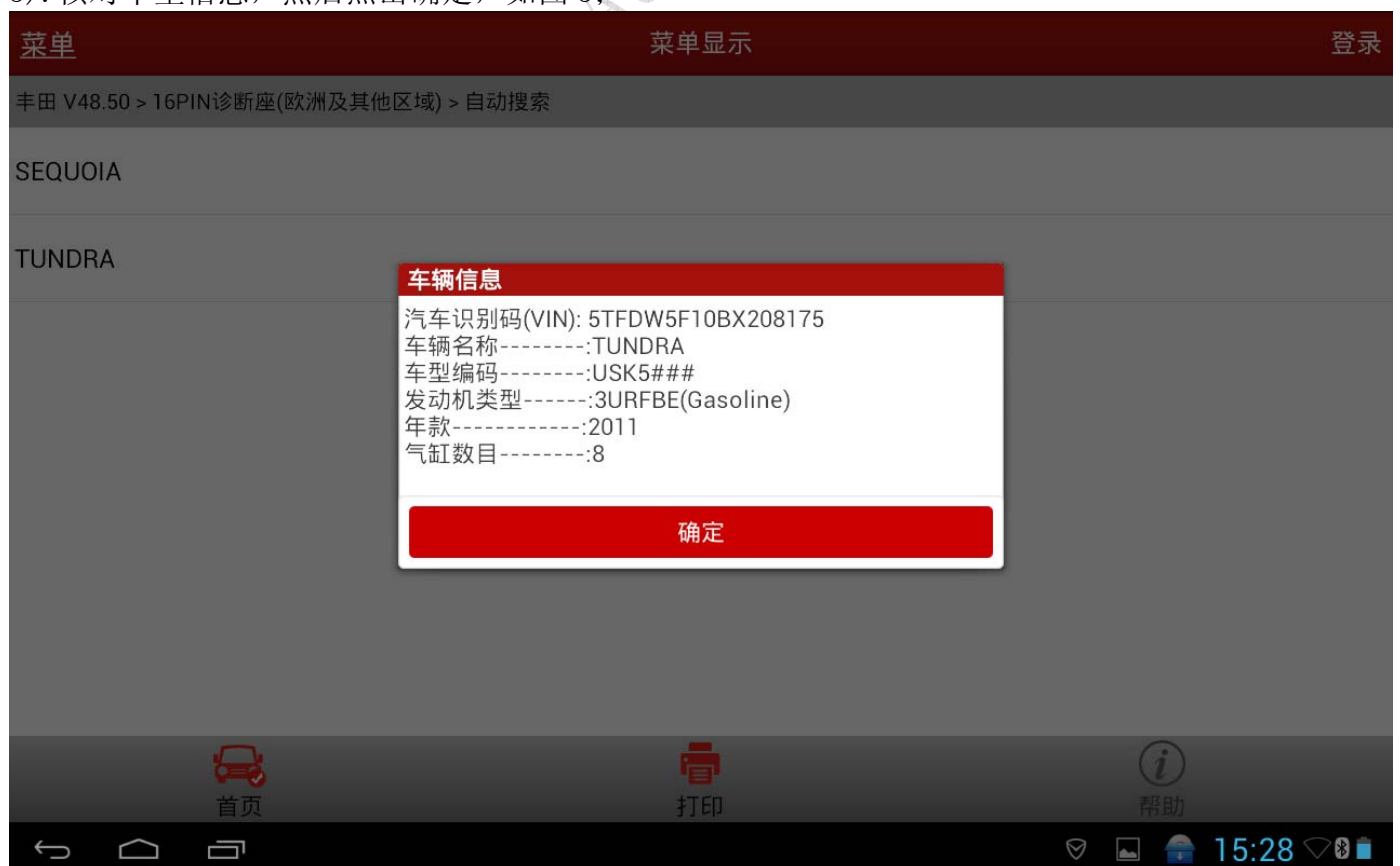 菜单
菜单显示
登录
丰田 V48.50 > 16PIN诊断座(欧洲及其他区域) > 自动搜索
SEQUOIA
TUNDRA
车辆信息
汽车识别码(VIN): 5TFDW5F10BX208175
车辆名称--------:TUNDRA
车型编码--------:USK5###
发动机类型------:3URFBE(Gasoline)
年款------------:2011
气缸数目--------:8
确定
首页
打印
帮助
15:28